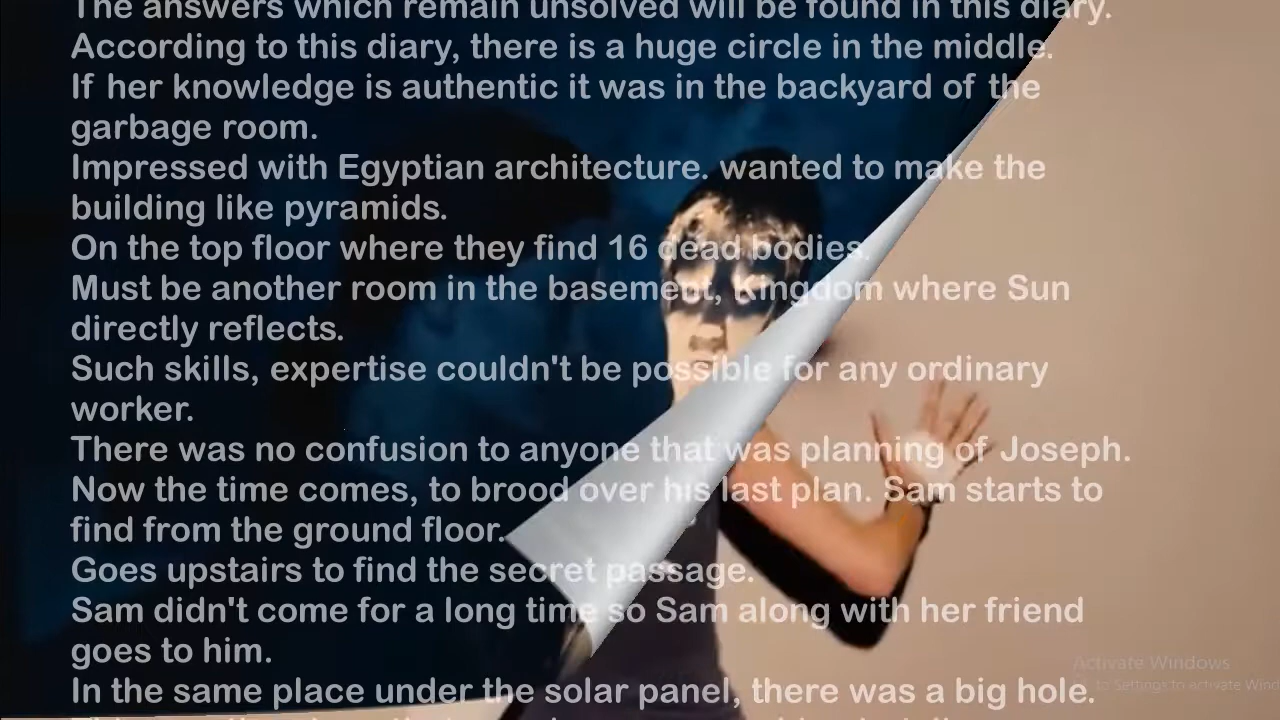 The answers which remain unsolved will be found in this diary.
According to this diary, there is a huge circle in the middle.
If her knowledge is authentic it was in the backyard of the
garbage room.
Impressed with Egyptian architecture. wanted to make the
building like pyramids.
On the top floor where they find 16 dead bodies.
Must be another room in the basement, Kingdom where Sun
directly reflects.
Such skills, expertise couldn't be possible for any ordinary
worker.
There was no confusion to anyone that was planning of Joseph.
Now the time comes, to brood over his last plan. Sam starts to
find from the ground floor.
Goes upstairs to find the secret passage.
Sam didn't come for a long time so Sam along with her friend
goes to him.
Activate Windows
to Settings to activate Wind
In the same place under the solar panel, there was a big hole.